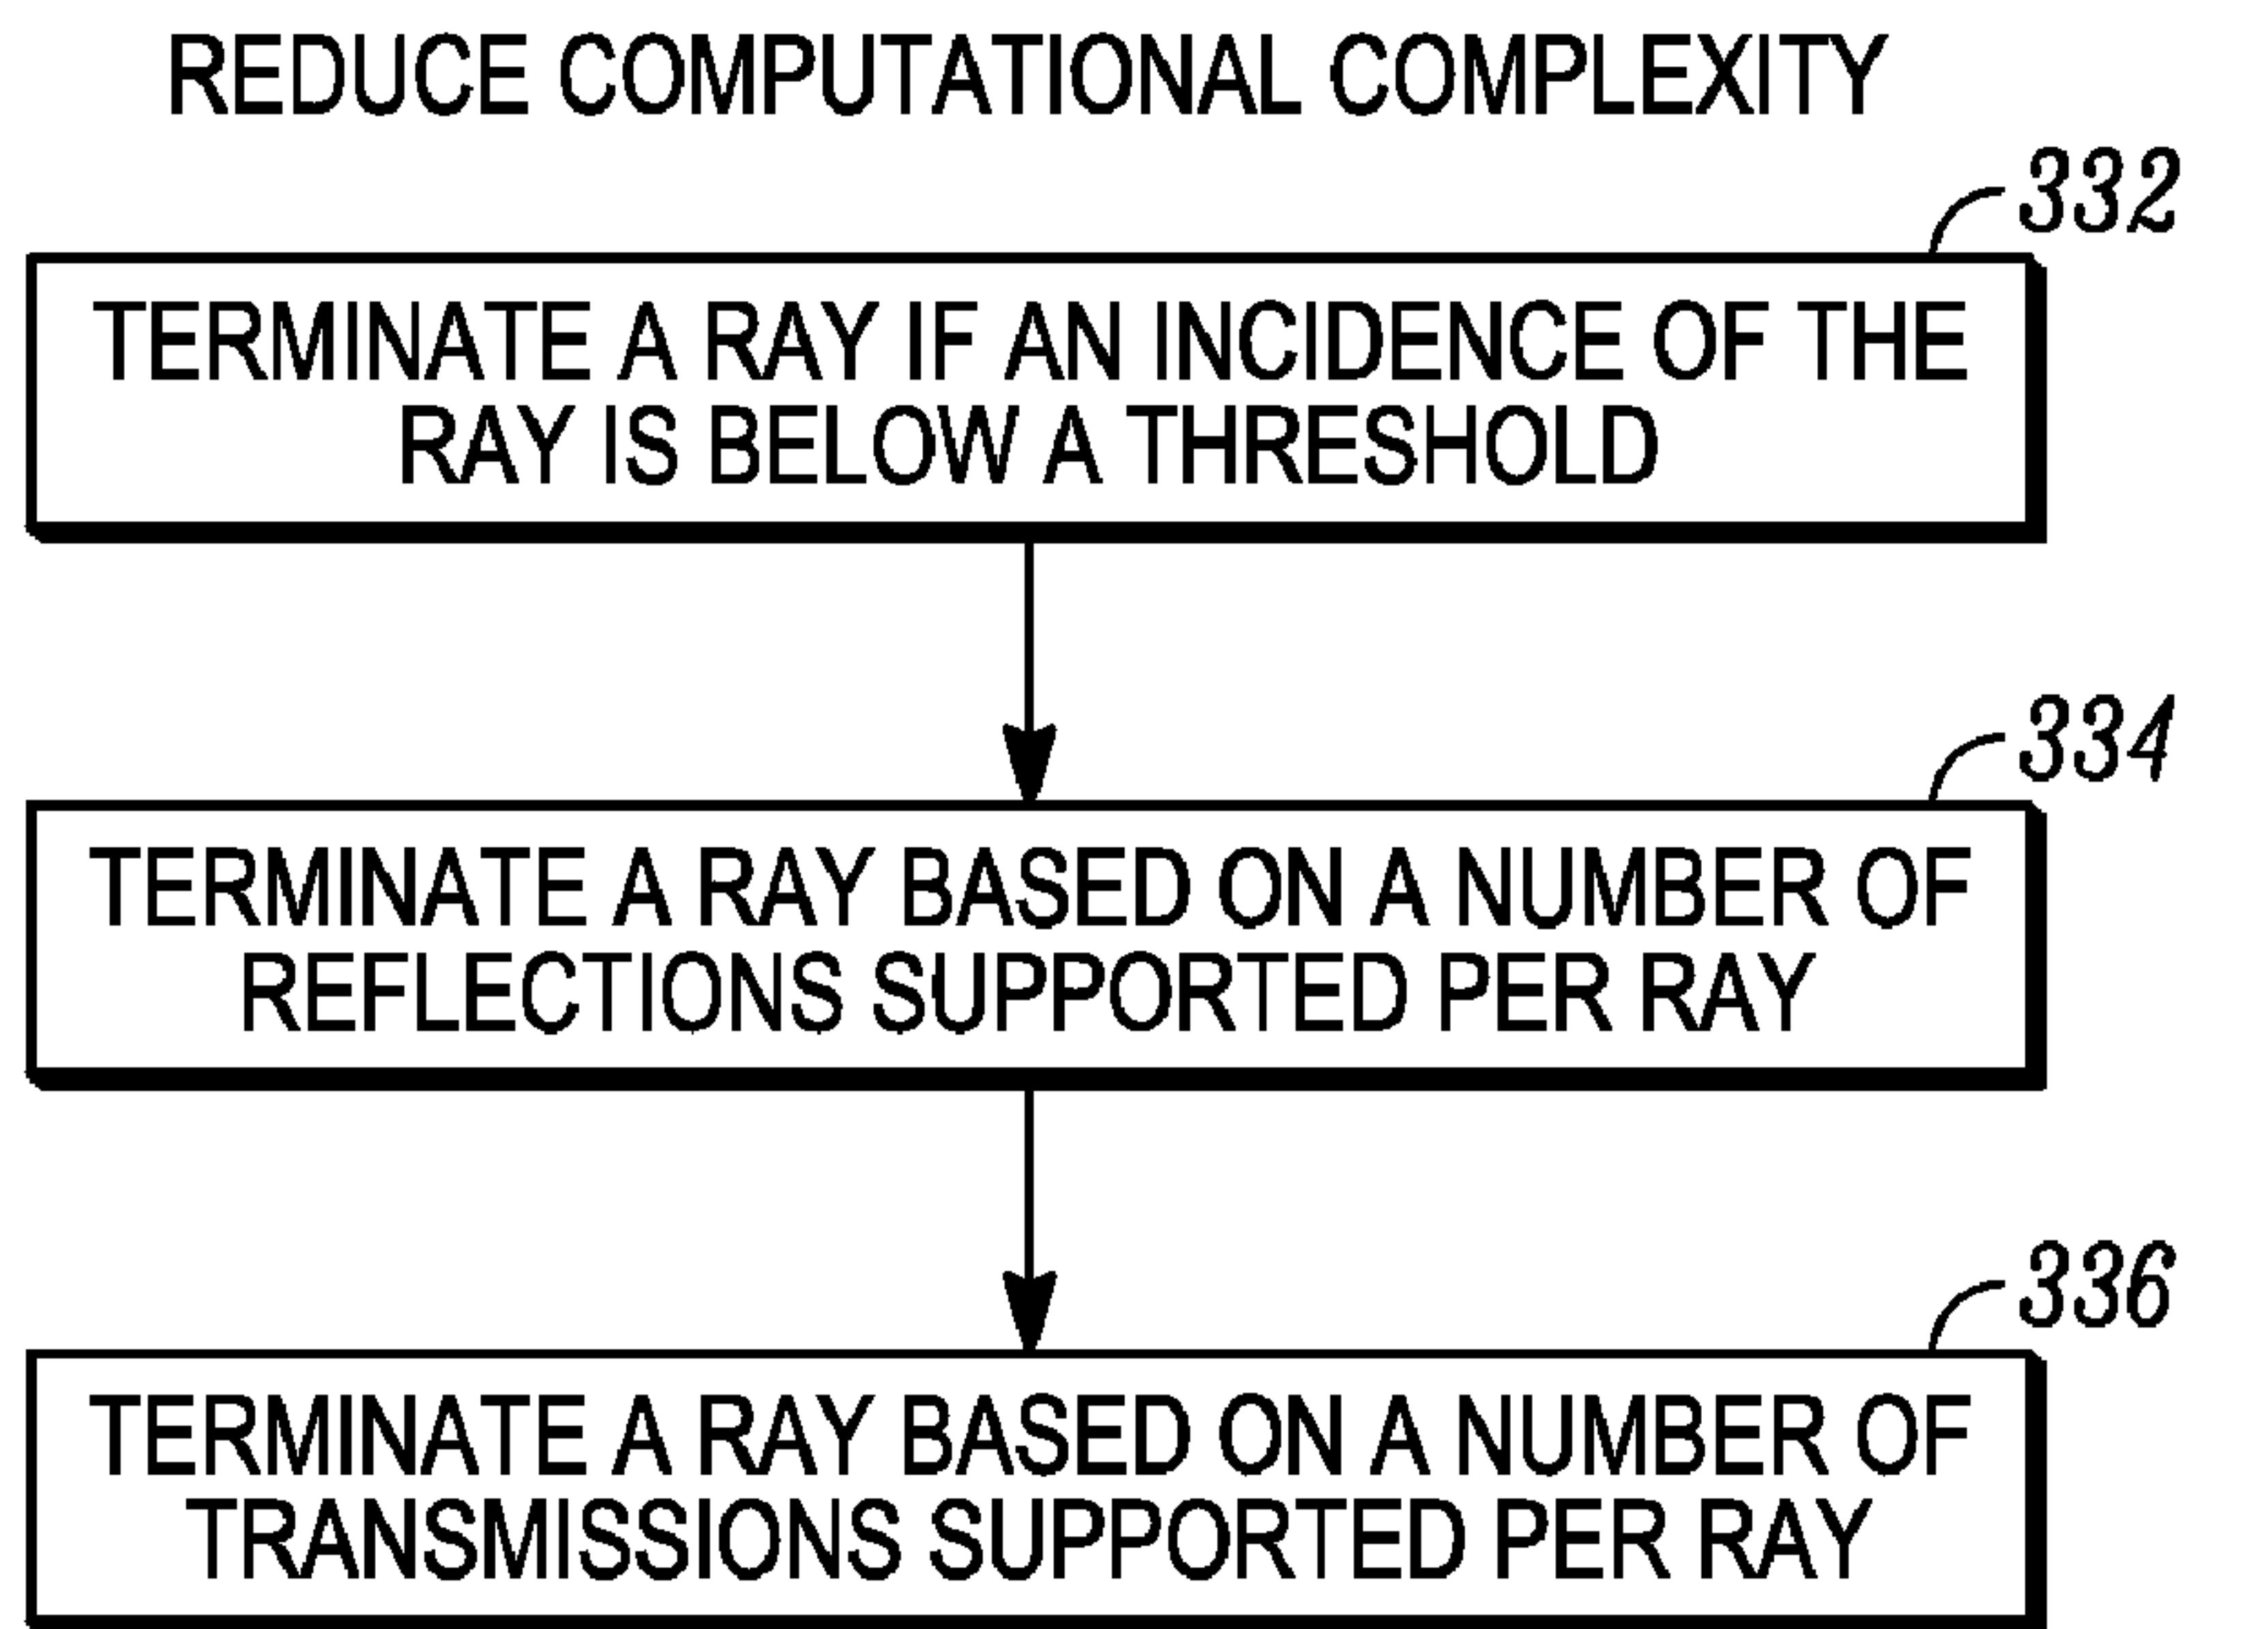 REDUCE COMPUTATIONAL COMPLEXITY
332
TERMINATE A RAY IF AN INCIDENCE OF THE
RAY IS BELOW A THRESHOLD
334
TERMINATE A RAY BASED ON A NUMBER OF
REFLECTIONS SUPPORTED PER RAY
336
TERMINATE A RAY BASED ON A NUMBER OF
TRANSMISSIONS SUPPORTED PER RAY